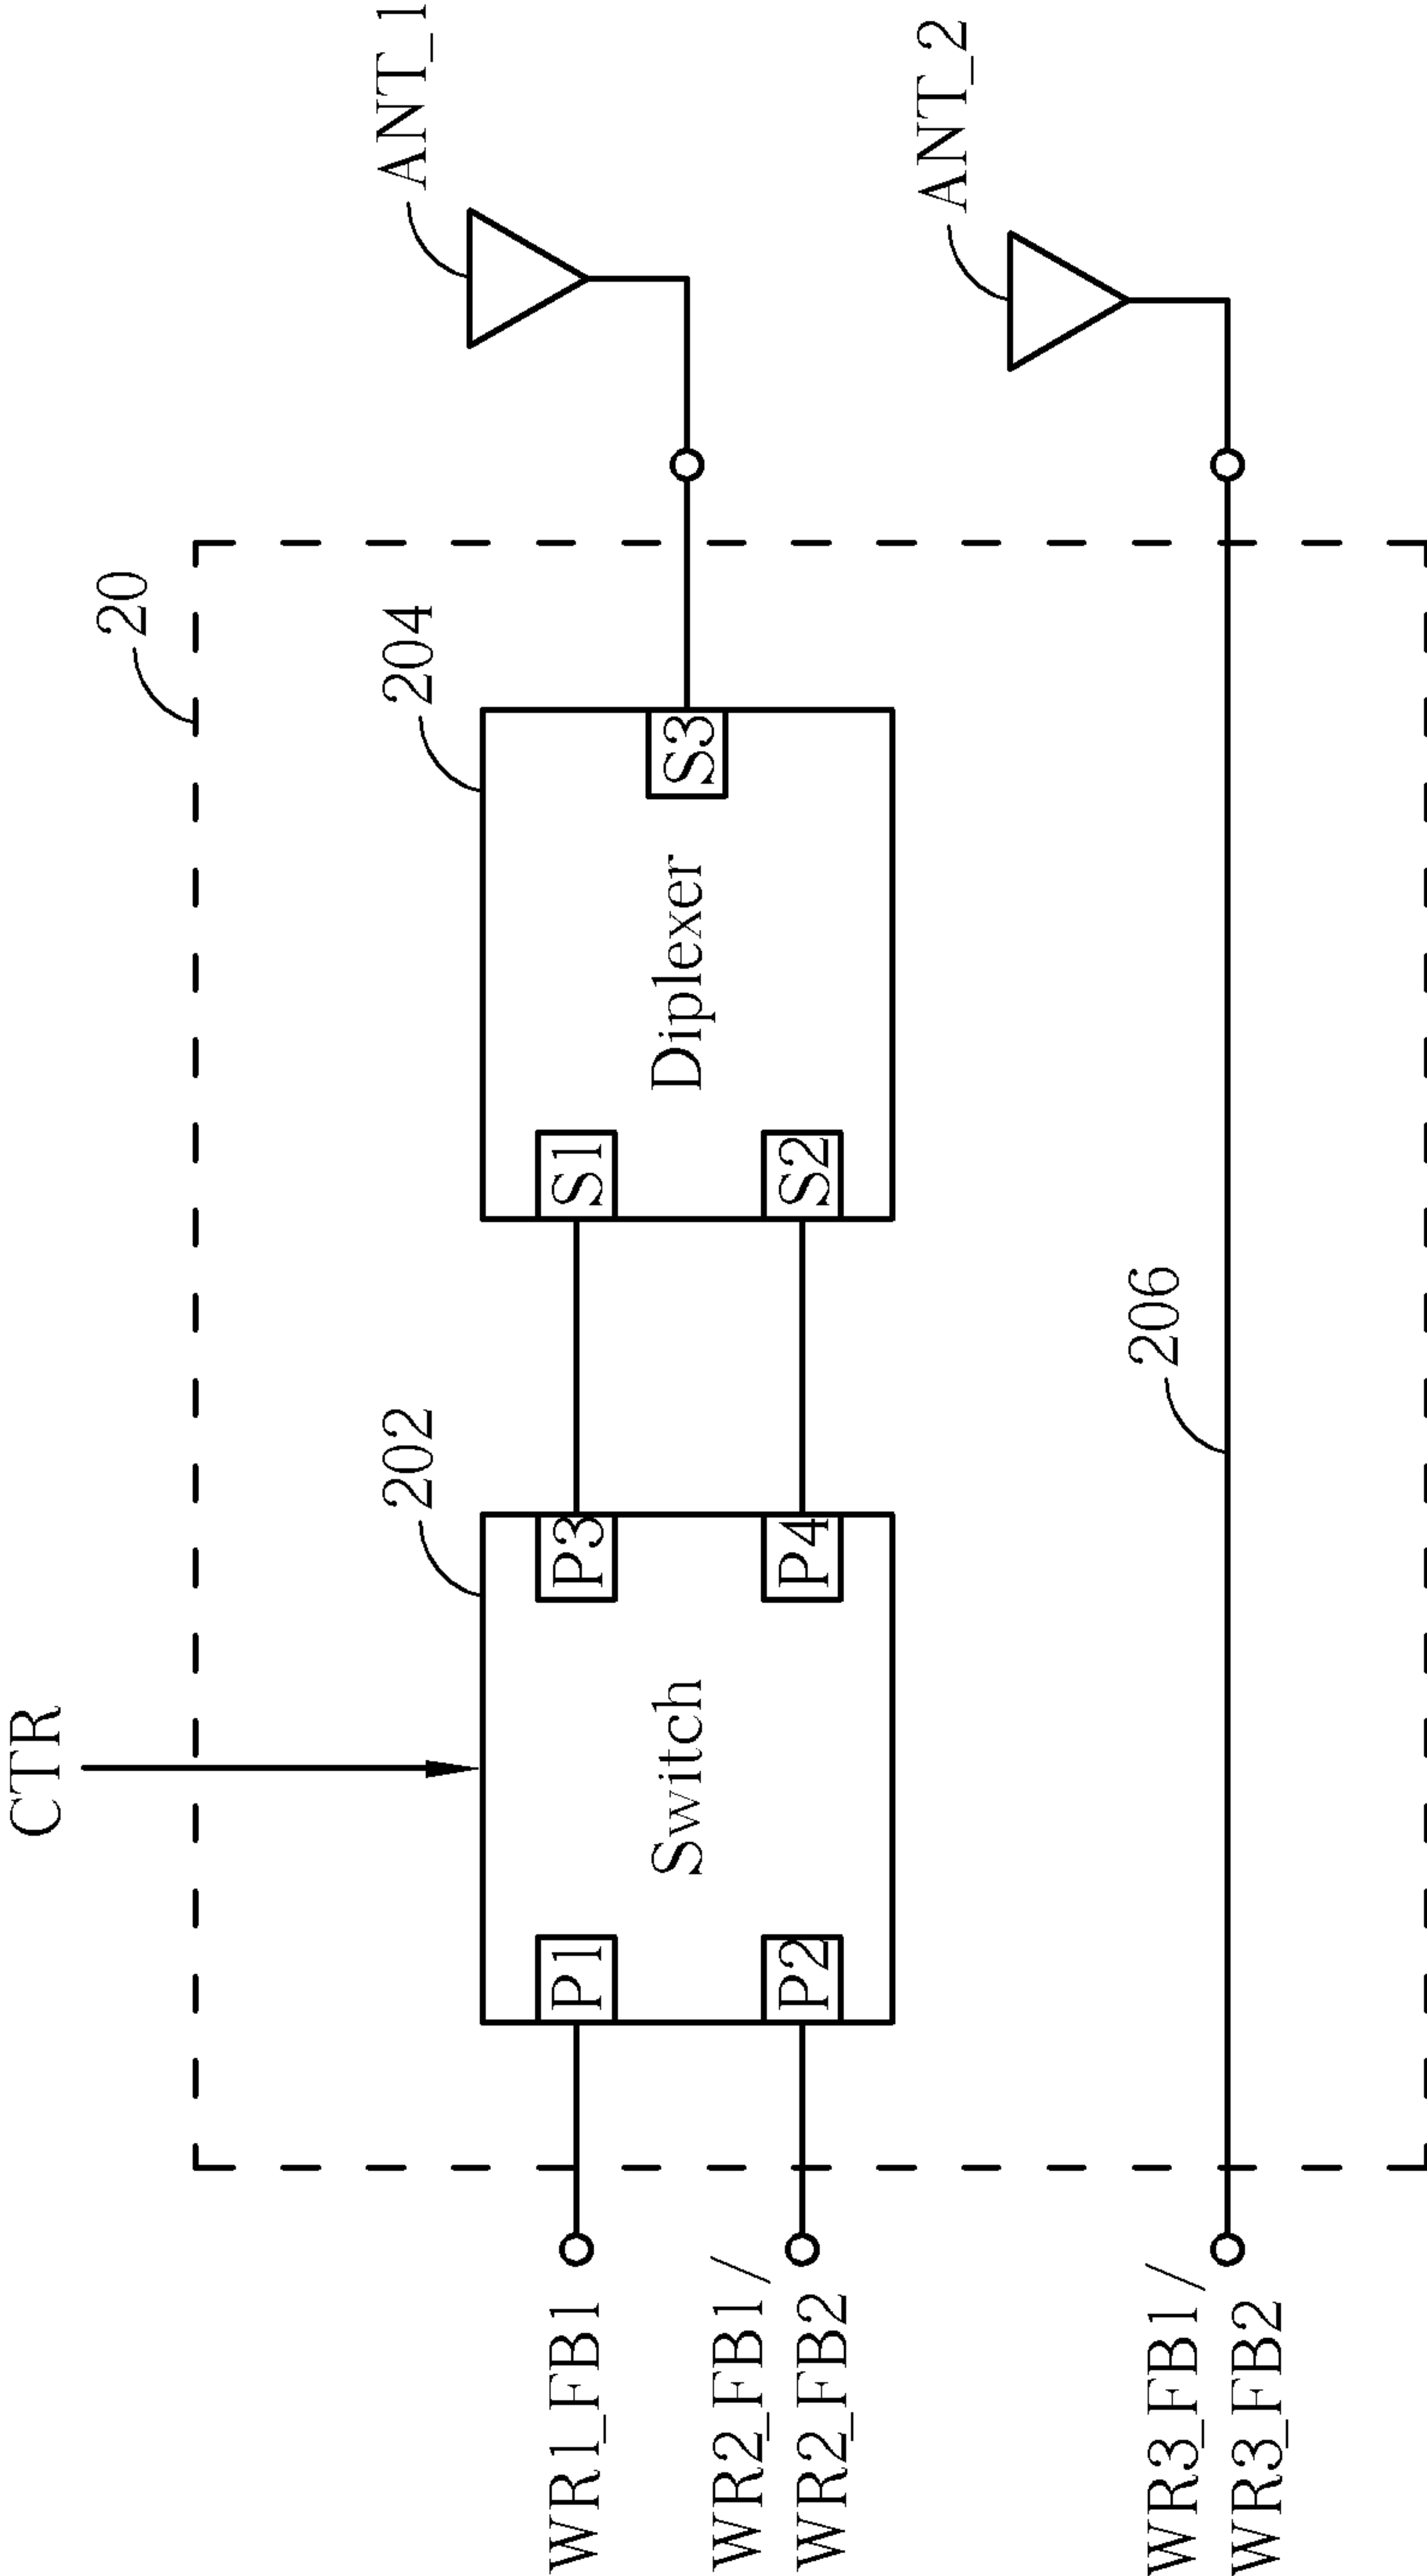 CTR
20
202
204
ANT_1
P1
P3
S1
S3
Switch
Diplexer
P2
P4
S2
WR1_FB1
WR2_FB1/
WR2_FB2
206
ANT_2
WR3_FB1/
WR3_FB2